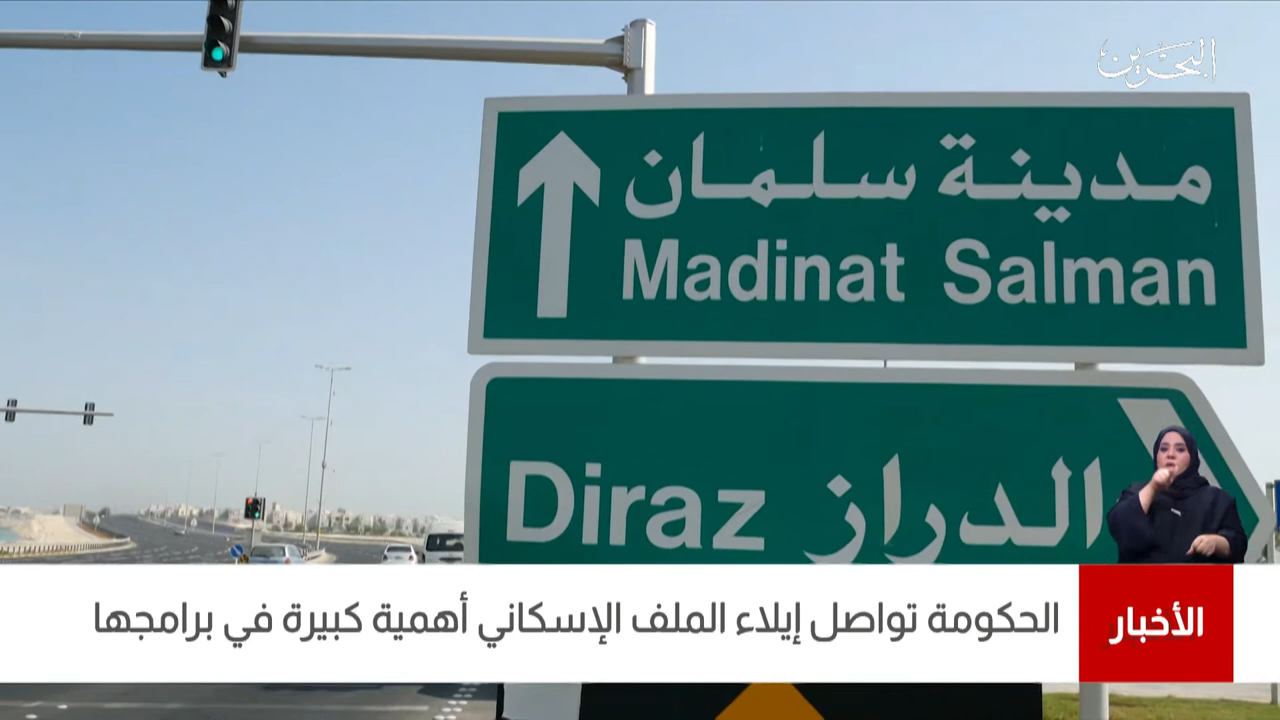 البحرين
مدينة سلمان
Madinat Salman
Diraz الدراز
الأخبار
الحكومة تواصل إيلاء الملف الإسكاني أهمية كبيرة في برامجها